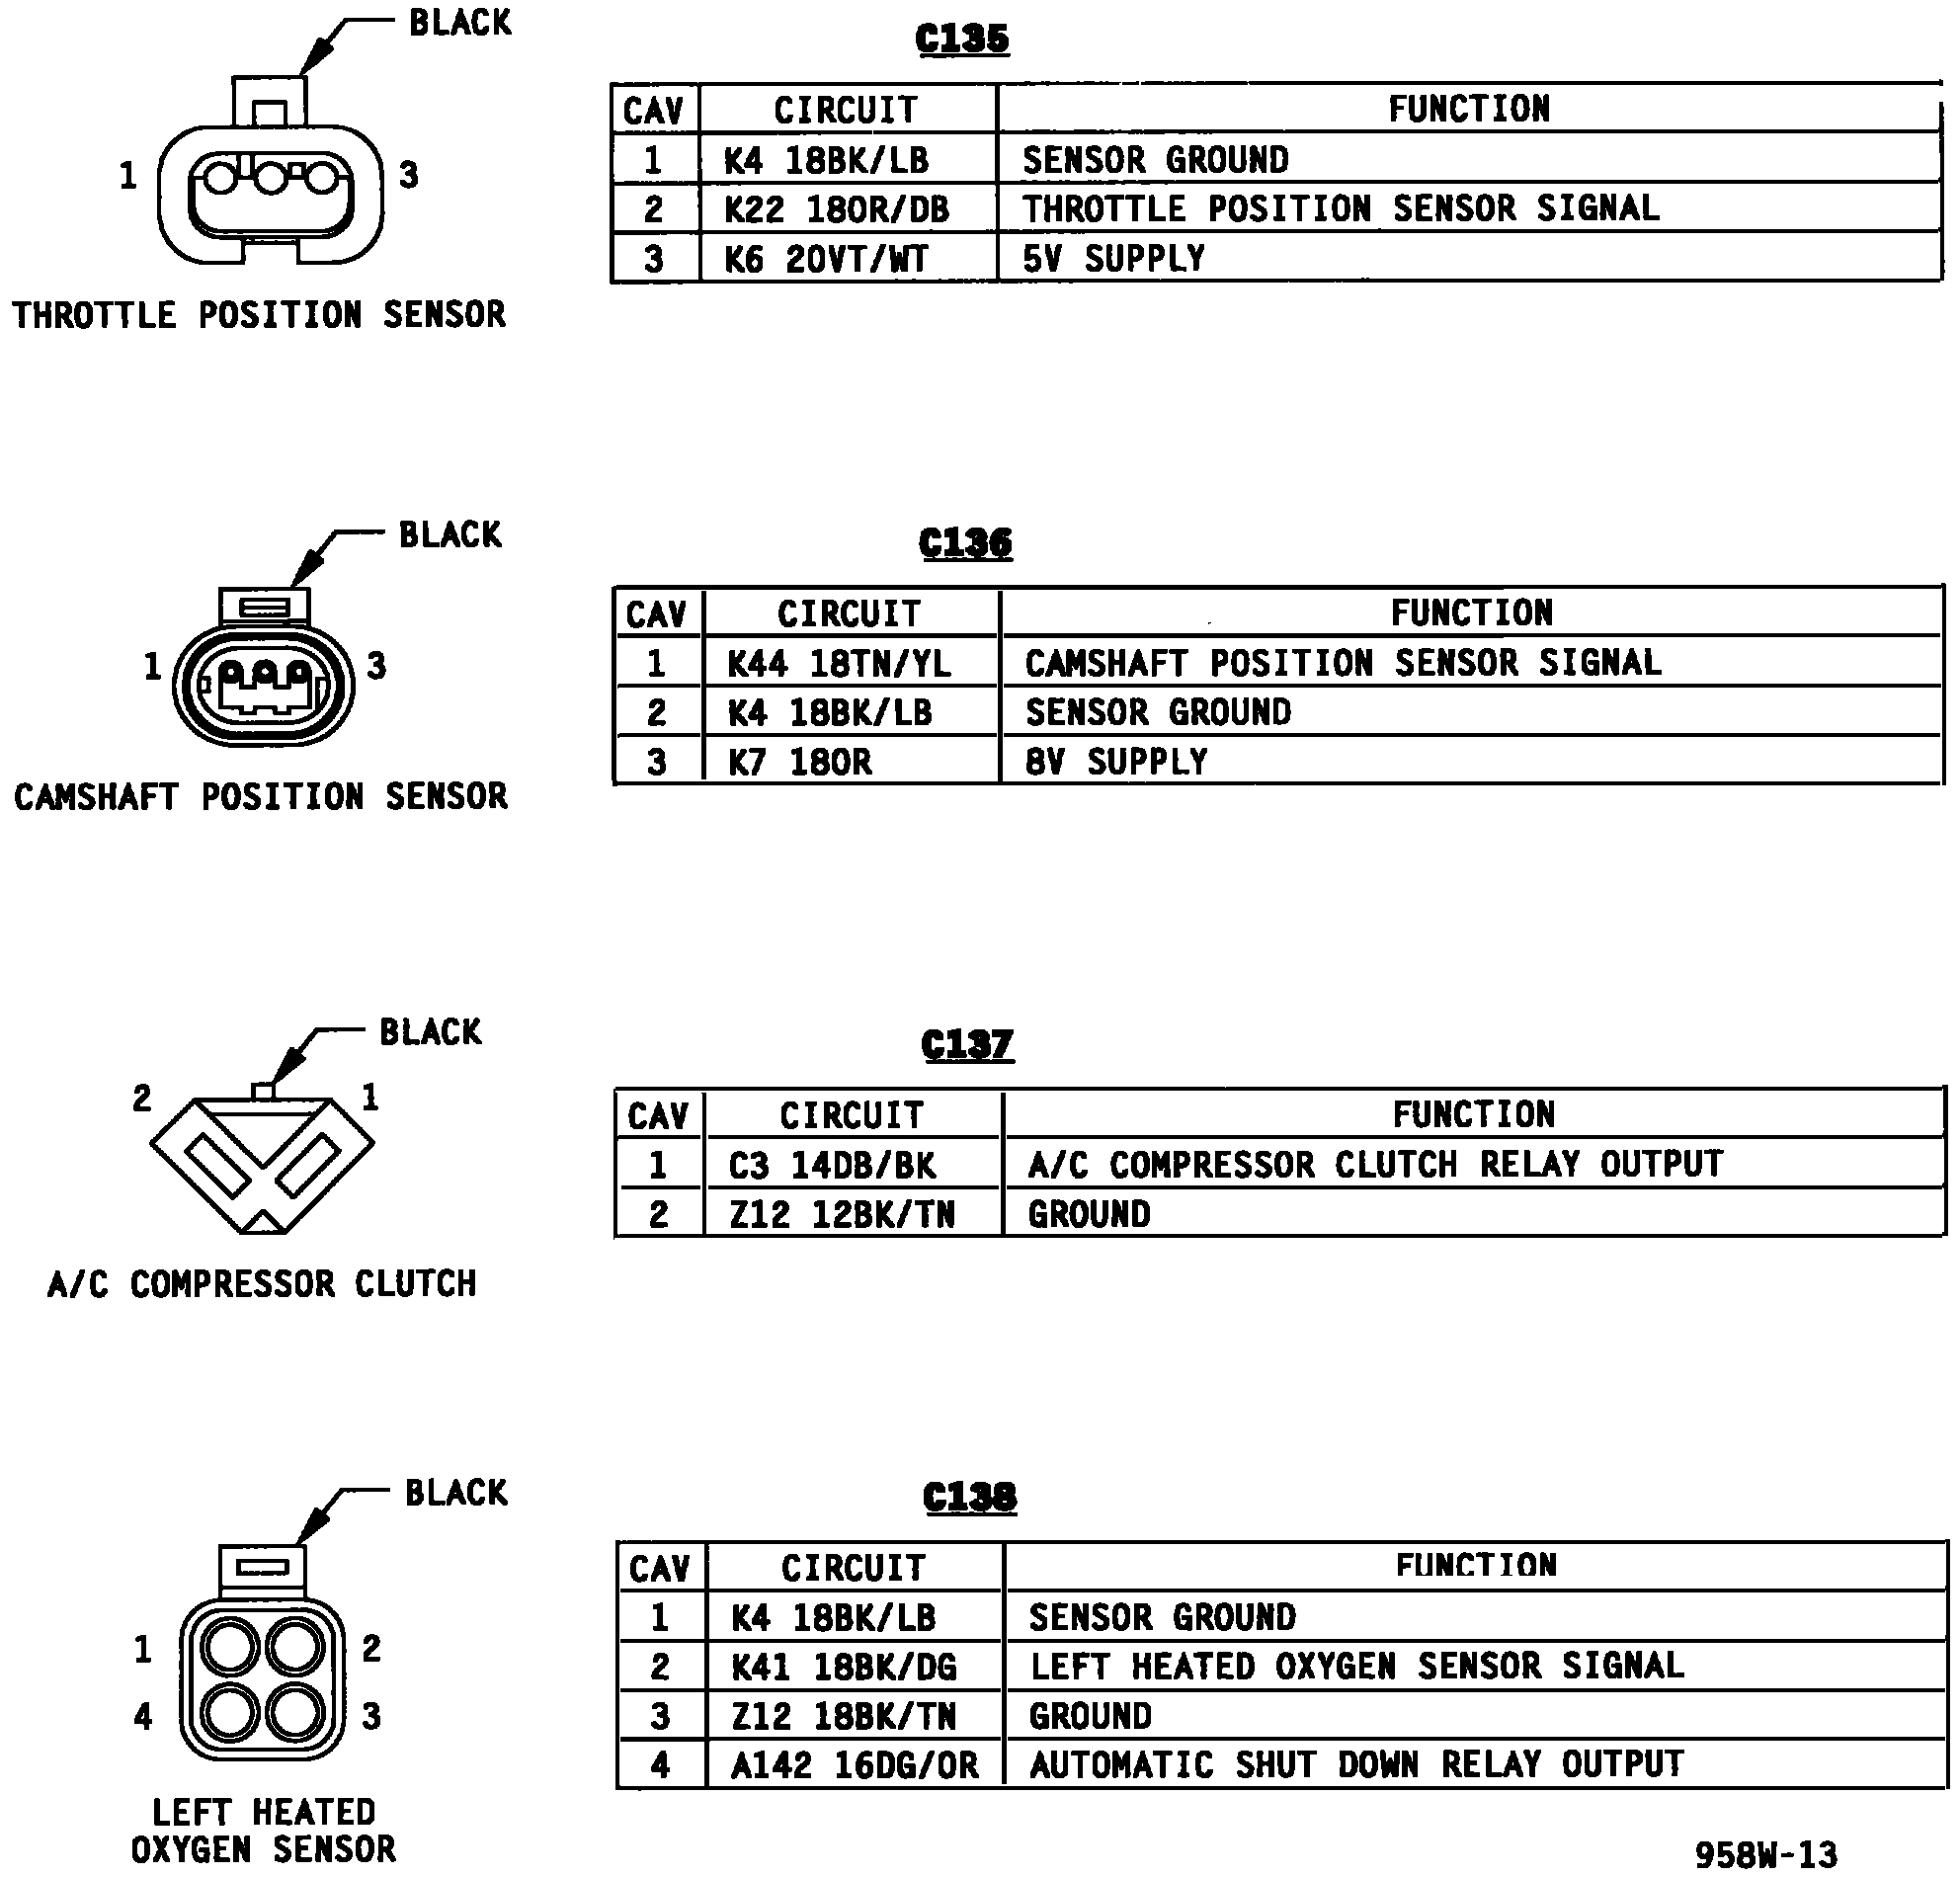 BLACK
C135
1
3
THROTTLE POSITION SENSOR
CAV CIRCUIT FUNCTION
1 K4 18BK/LB SENSOR GROUND
2 K22 18OR/DB THROTTLE POSITION SENSOR SIGNAL
3 K6 20VT/WT 5V SUPPLY
BLACK
C136
1
3
CAMSHAFT POSITION SENSOR
CAV CIRCUIT FUNCTION
1 K44 18TN/YL CAMSHAFT POSITION SENSOR SIGNAL
2 K4 18BK/LB SENSOR GROUND
3 K7 18OR 8V SUPPLY
BLACK
C137
2
1
A/C COMPRESSOR CLUTCH
CAV CIRCUIT FUNCTION
1 C3 14DB/BK A/C COMPRESSOR CLUTCH RELAY OUTPUT
2 Z12 12BK/TN GROUND
BLACK
C138
1
2
4
3
LEFT HEATED
OXYGEN SENSOR
CAV CIRCUIT FUNCTION
1 K4 18BK/LB SENSOR GROUND
2 K41 18BK/DG LEFT HEATED OXYGEN SENSOR SIGNAL
3 Z12 18BK/TN GROUND
4 A142 16DG/OR AUTOMATIC SHUT DOWN RELAY OUTPUT
958W-13